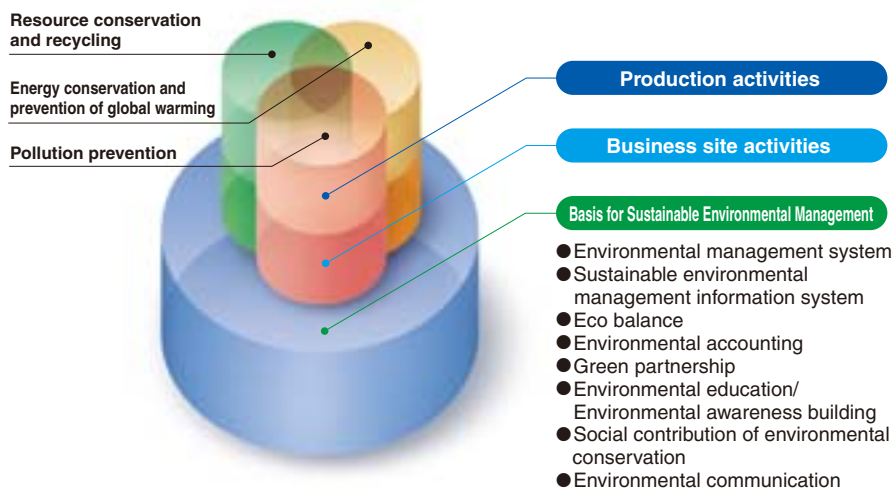 Resource conservation
and recycling
Energy conservation and
prevention of global warming
Pollution prevention
Production activities
Business site activities
Basis for Sustainable Environmental Management
●Environmental management system
●Sustainable environmental
management information system
●Eco balance
●Environmental accounting
●Green partnership
●Environmental education/
Environmental awareness building
●Social contribution of environmental
conservation
●Environmental communication